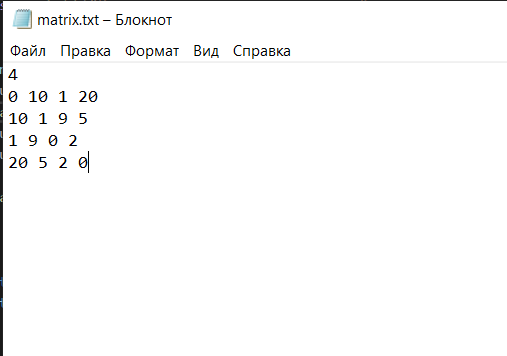 matrix.txt – Блокнот
Файл Правка Формат Вид Справка
4
0 10 1 20
10 1 9 5
1 9 0 2
20 5 2 0